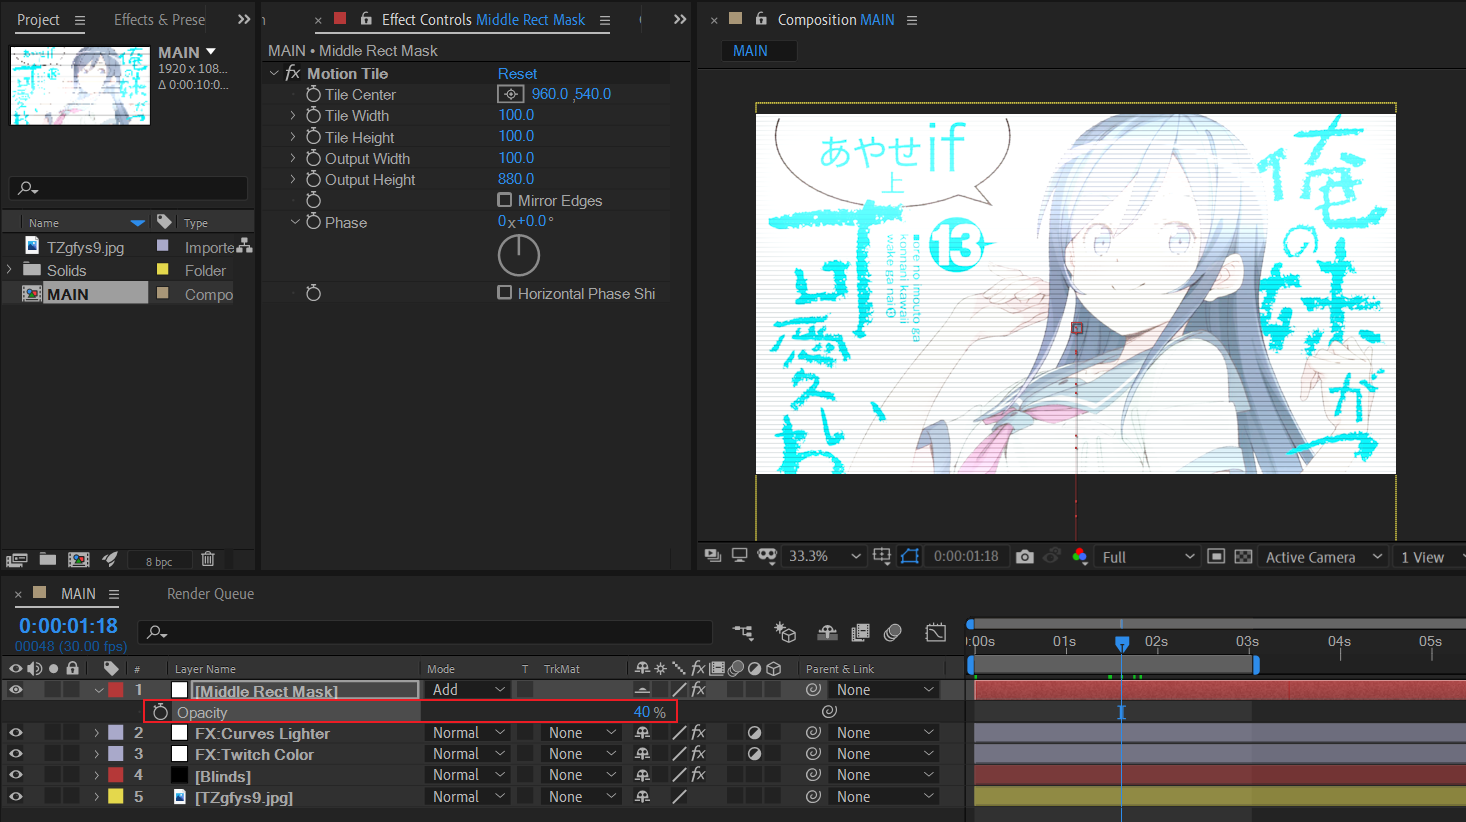 Project
Effects & Prese
Effect Controls Middle Rect Mask
Composition MAIN
MAIN
1920 x 108...
Δ 0:00:10:0...
MAIN • Middle Rect Mask
fx Motion Tile Reset
Tile Center 960.0 ,540.0
Tile Width 100.0
Tile Height 100.0
Output Width 100.0
Output Height 880.0
Mirror Edges
Phase 0x+0.0°
Horizontal Phase Shi
Name Type
TZgfys9.jpg Importe
Solids Folder
MAIN Compo
8 bpc
MAIN
あやせif
上
13
ore no imouto ga
konnani kawaii
wake ga nai
俺の妹がこ
可愛いわ
33.3% 0:00:01:18 Full Active Camera 1 View
MAIN Render Queue
0:00:01:18
00048 (30.00 fps)
:00s 01s 02s 03s 04s 05s
# Layer Name Mode T TrkMat fx Parent & Link
1 [Middle Rect Mask] Add None
Opacity 40 %
2 FX:Curves Lighter Normal None fx None
3 FX:Twitch Color Normal None fx None
4 [Blinds] Normal None fx None
5 [TZgfys9.jpg] Normal None None